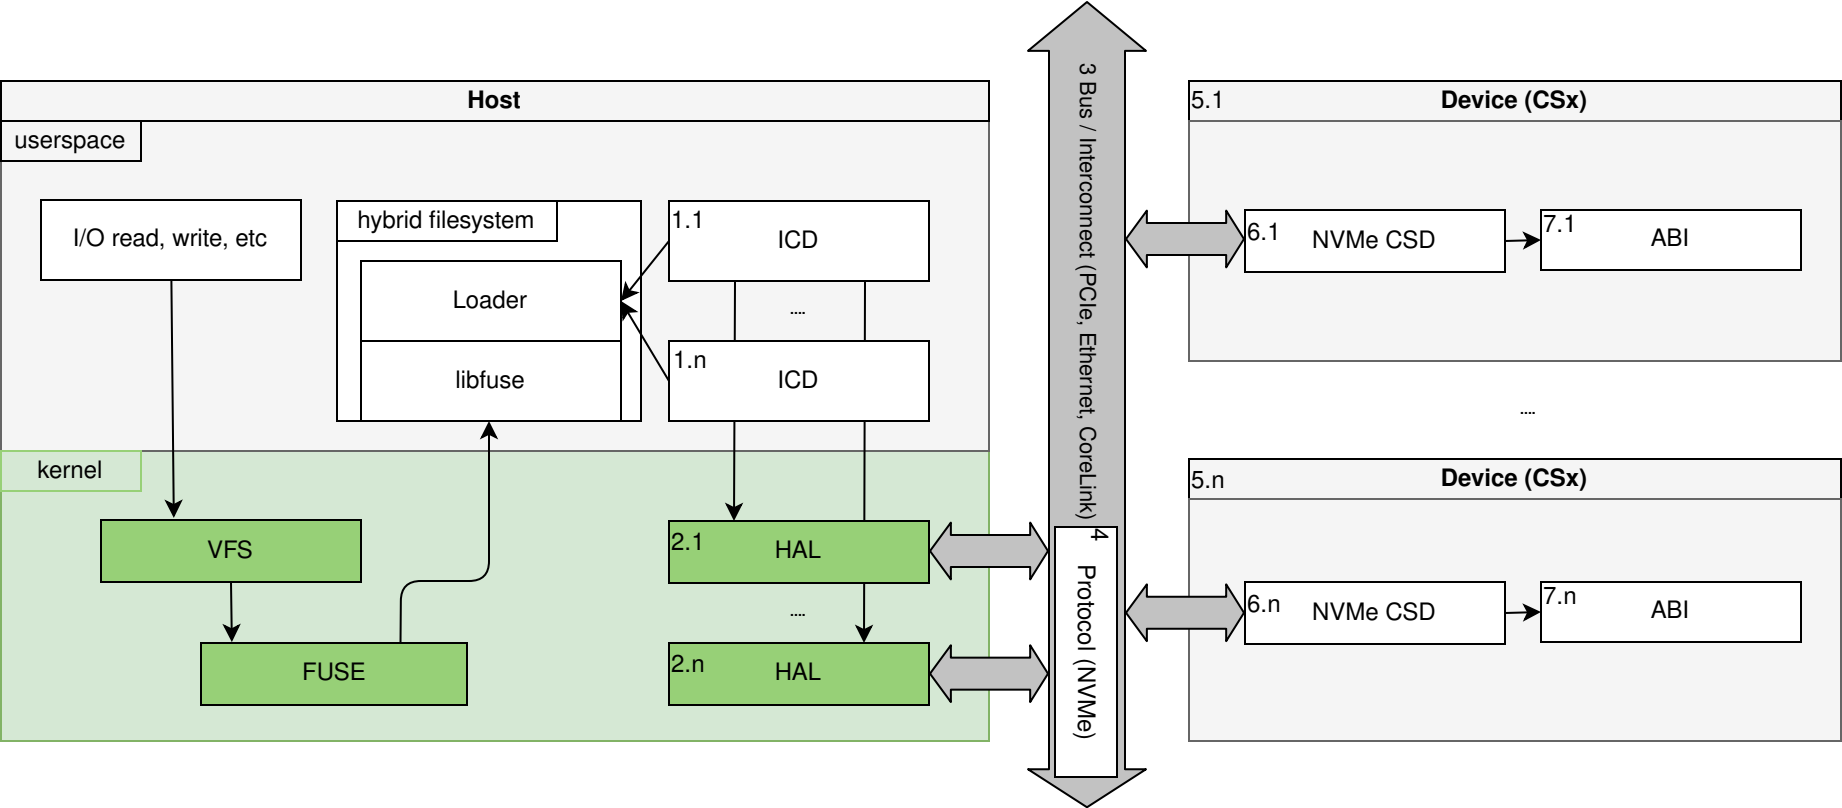 Host
userspace
I/O read, write, etc
hybrid filesystem
Loader
libfuse
1.1
ICD
....
1.n
ICD
kernel
VFS
FUSE
2.1
HAL
....
2.n
HAL
3 Bus / Interconnect (PCIe, Ethernet, CoreLink)
4
Protocol (NVMe)
5.1
Device (CSx)
6.1
NVMe CSD
7.1
ABI
....
5.n
Device (CSx)
6.n
NVMe CSD
7.n
ABI